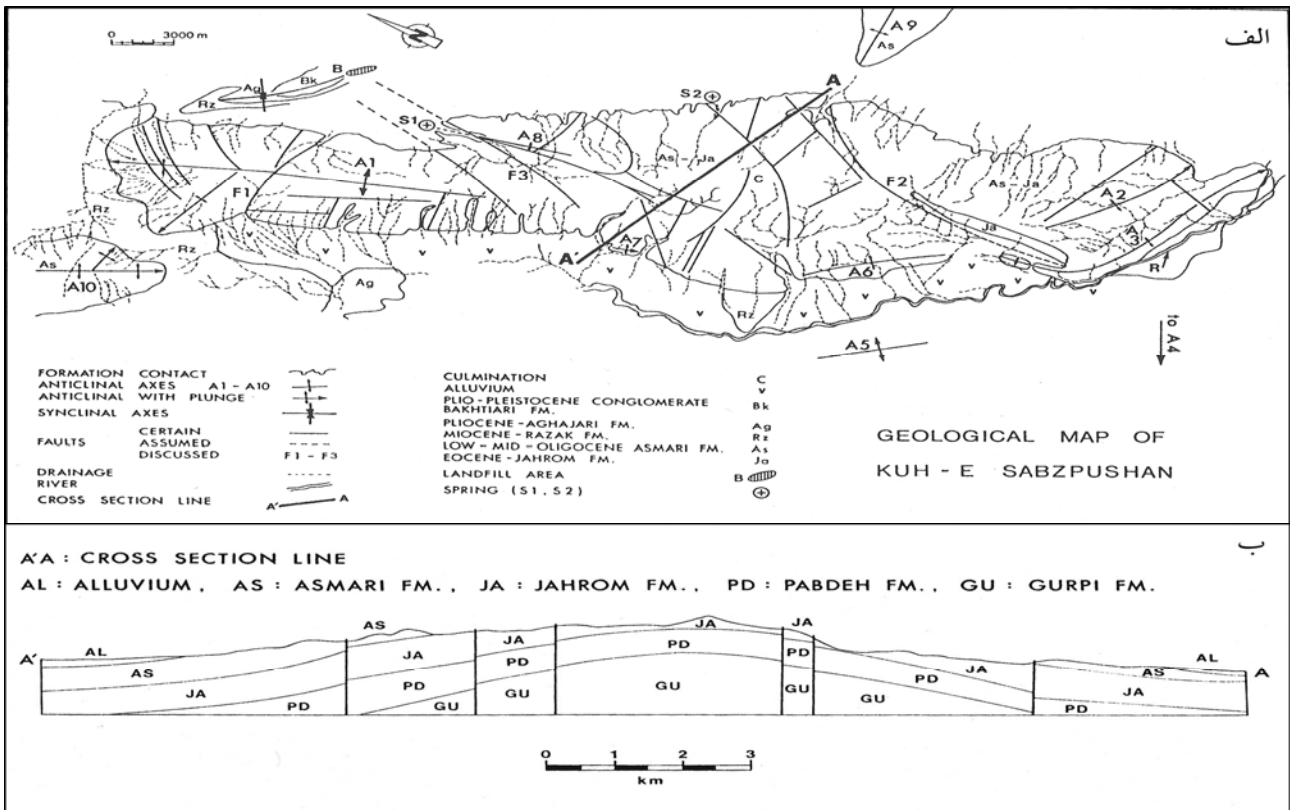 الف
0 3000 m
A9
As
B
Bk
Ag
Rz
S1
S2
A
A8
As-Ja
A1
F3
F1
C
F2
As-Ja
A2
Ja
A3
Rz
Rz
As
A10
v
v
v
v
Ag
A'
A7
A6
R
v
v
v
v
v
v
Rz
A5
to A4
FORMATION CONTACT
ANTICLINAL AXES A1-A10
ANTICLINAL WITH PLUNGE
SYNCLINAL AXES
CERTAIN
FAULTS ASSUMED
DISCUSSED F1-F3
DRAINAGE
RIVER
CROSS SECTION LINE A' A
CULMINATION C
ALLUVIUM v
PLIO-PLEISTOCENE CONGLOMERATE
BAKHTIARI FM. Bk
PLIOCENE-AGHAJARI FM. Ag
MIOCENE-RAZAK FM. Rz
LOW-MID-OLIGOCENE ASMARI FM. As
EOCENE-JAHROM FM. Ja
LANDFILL AREA B
SPRING (S1, S2)
GEOLOGICAL MAP OF
KUH-E SABZPUSHAN
ب
A'A : CROSS SECTION LINE
AL : ALLUVIUM, AS : ASMARI FM., JA : JAHROM FM., PD : PABDEH FM., GU : GURPI FM.
AS JA JA
A' AL JA JA PD PD JA AL
AS JA PD GU GU PD JA AS A
JA PD GU GU PD JA
PD GU PD
0 1 2 3
km